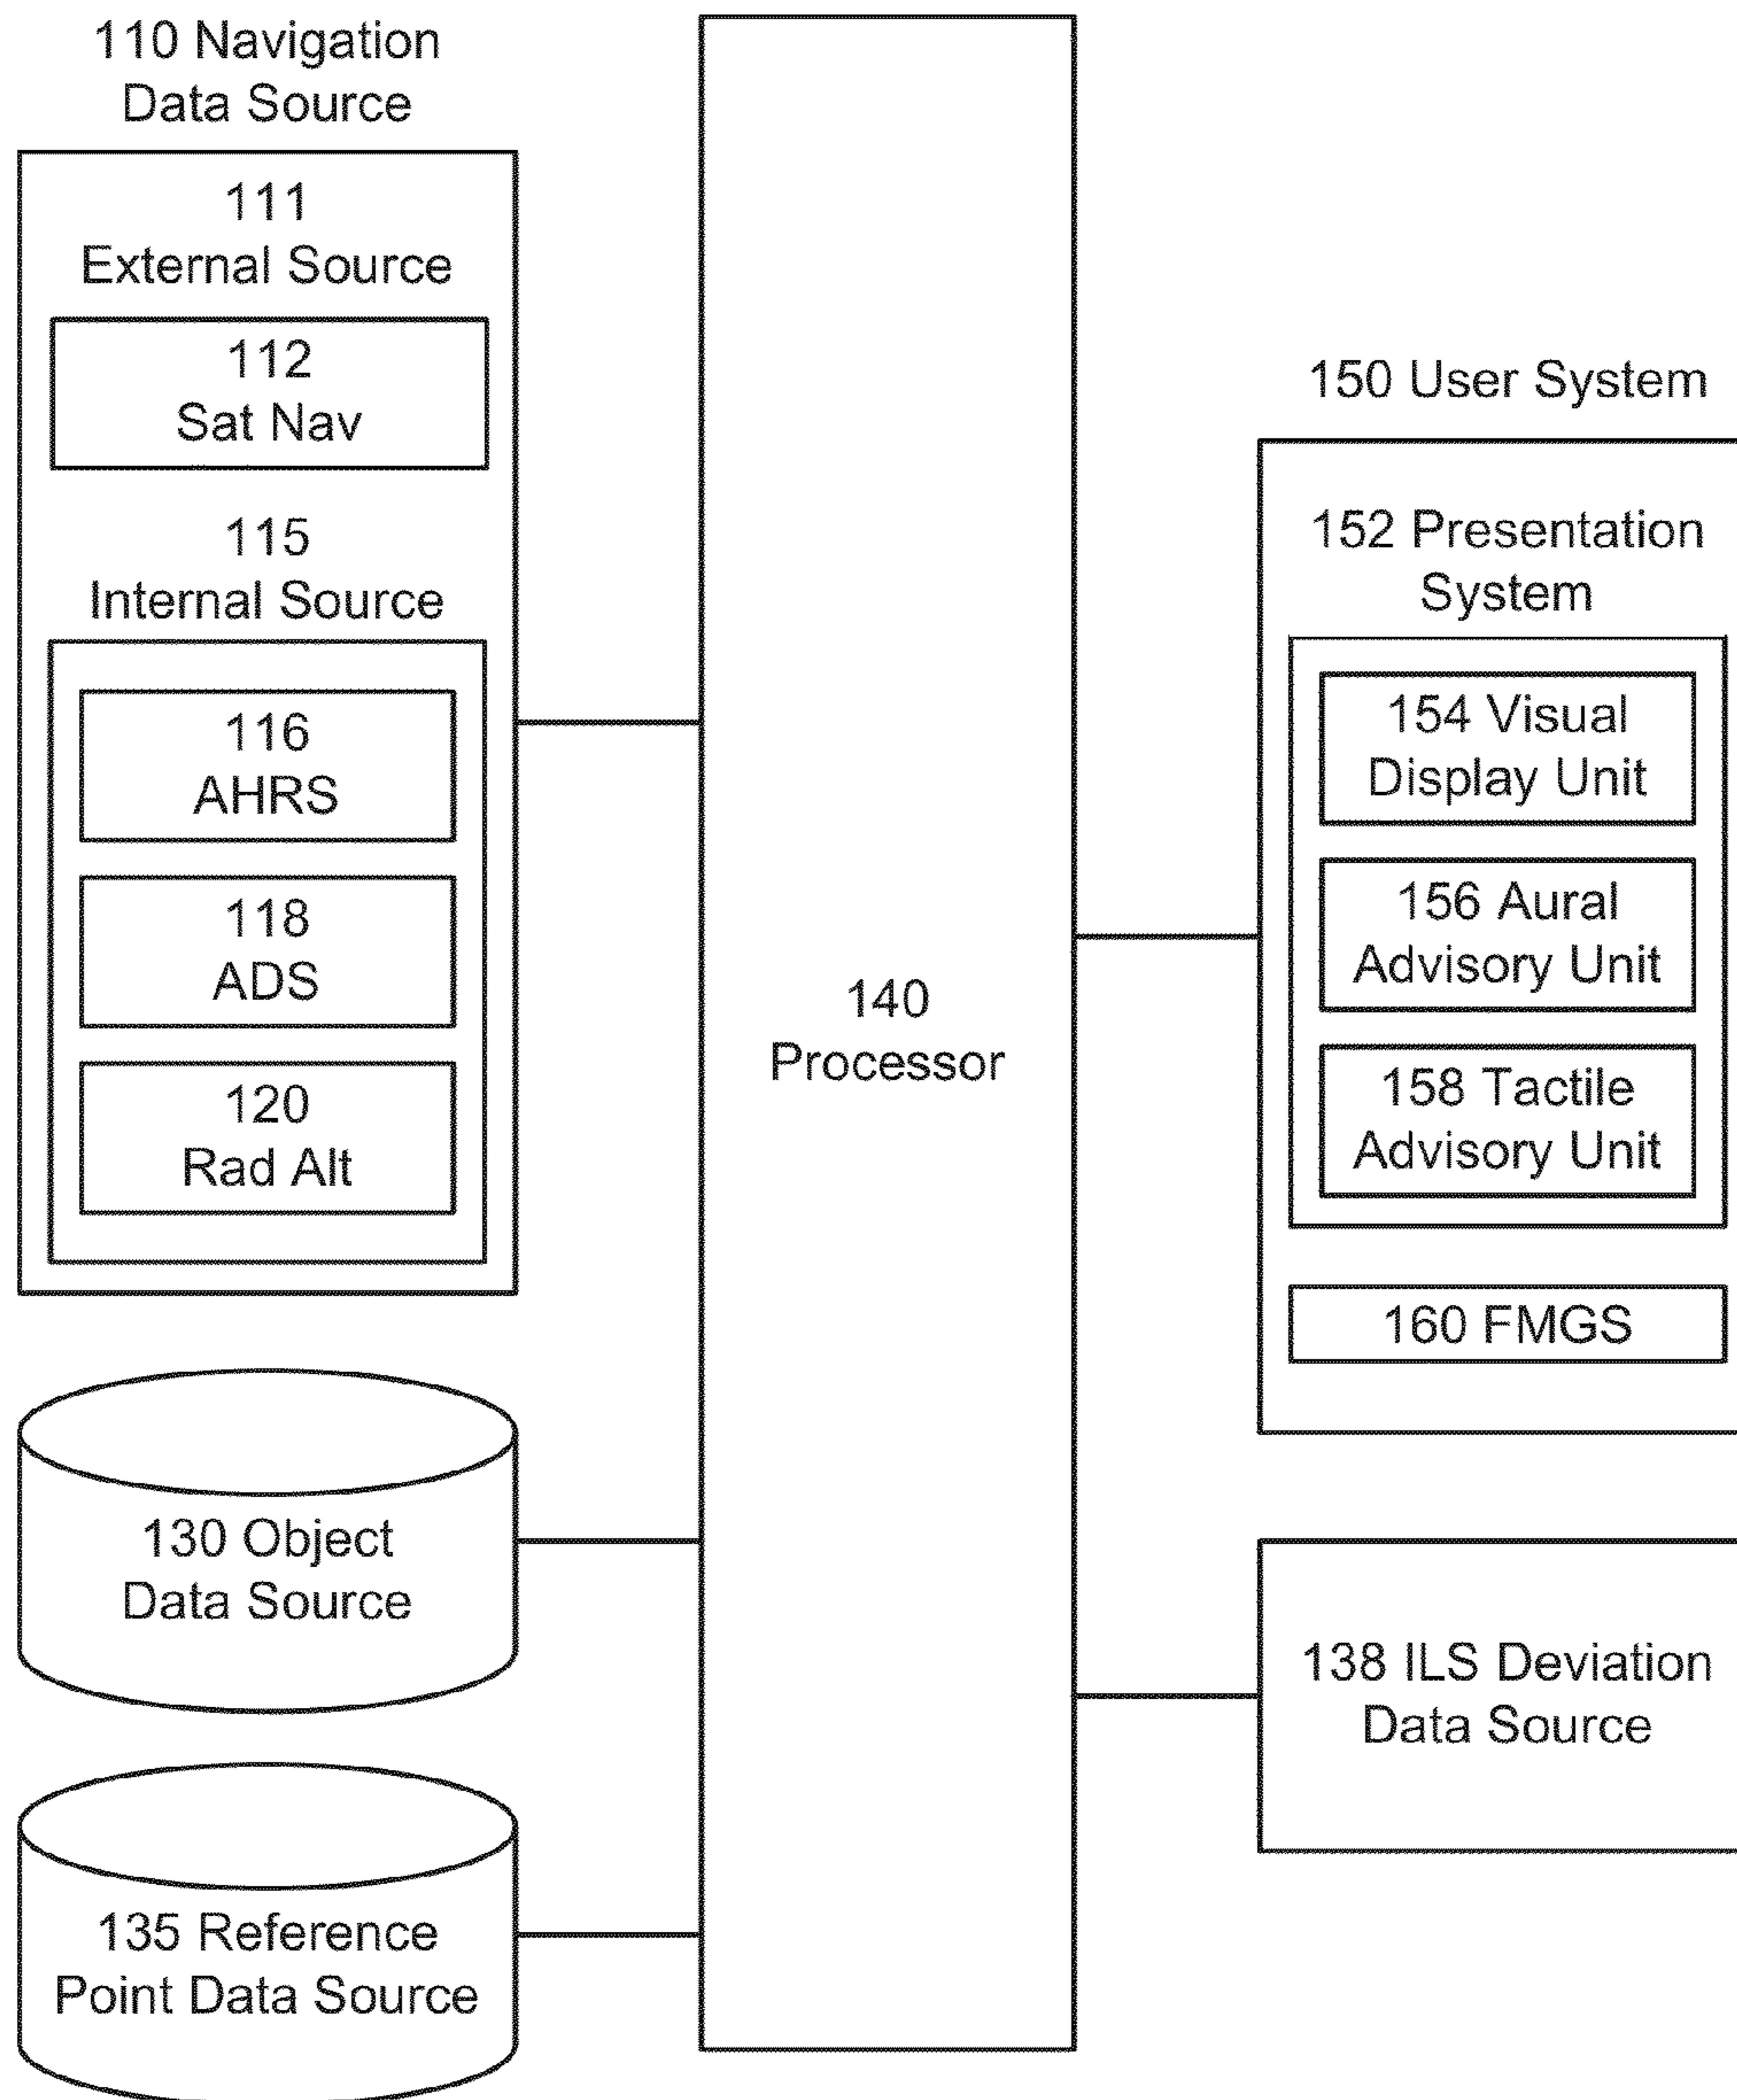 110 Navigation
Data Source
111
External Source
112
Sat Nav
115
Internal Source
116
AHRS
118
ADS
120
Rad Alt
130 Object
Data Source
135 Reference
Point Data Source
140
Processor
150 User System
152 Presentation
System
154 Visual
Display Unit
156 Aural
Advisory Unit
158 Tactile
Advisory Unit
160 FMGS
138 ILS Deviation
Data Source